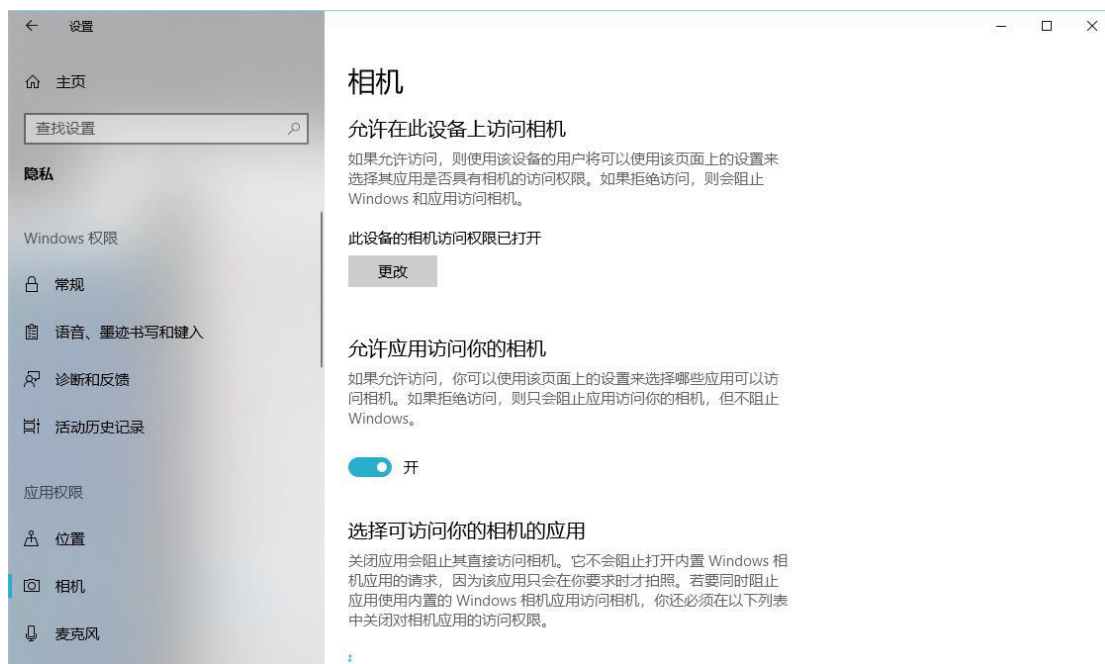 设置
主页
查找设置
隐私
Windows 权限
常规
语音、墨迹书写和键入
诊断和反馈
活动历史记录
应用权限
位置
相机
麦克风
相机
允许在此设备上访问相机
如果允许访问，则使用该设备的用户将可以使用该页面上的设置来
选择其应用是否具有相机的访问权限。如果拒绝访问，则会阻止
Windows 和应用访问相机。
此设备的相机访问权限已打开
更改
允许应用访问你的相机
如果允许访问，你可以使用该页面上的设置来选择哪些应用可以访
问相机。如果拒绝访问，则只会阻止应用访问你的相机，但不阻止
Windows。
开
选择可访问你的相机的应用
关闭应用会阻止其直接访问相机。它不会阻止打开内置 Windows 相
机应用的请求，因为该应用只会在你要求时才拍照。若要同时阻止
应用使用内置的 Windows 相机应用访问相机，你还必须在以下列表
中关闭对相机应用的访问权限。